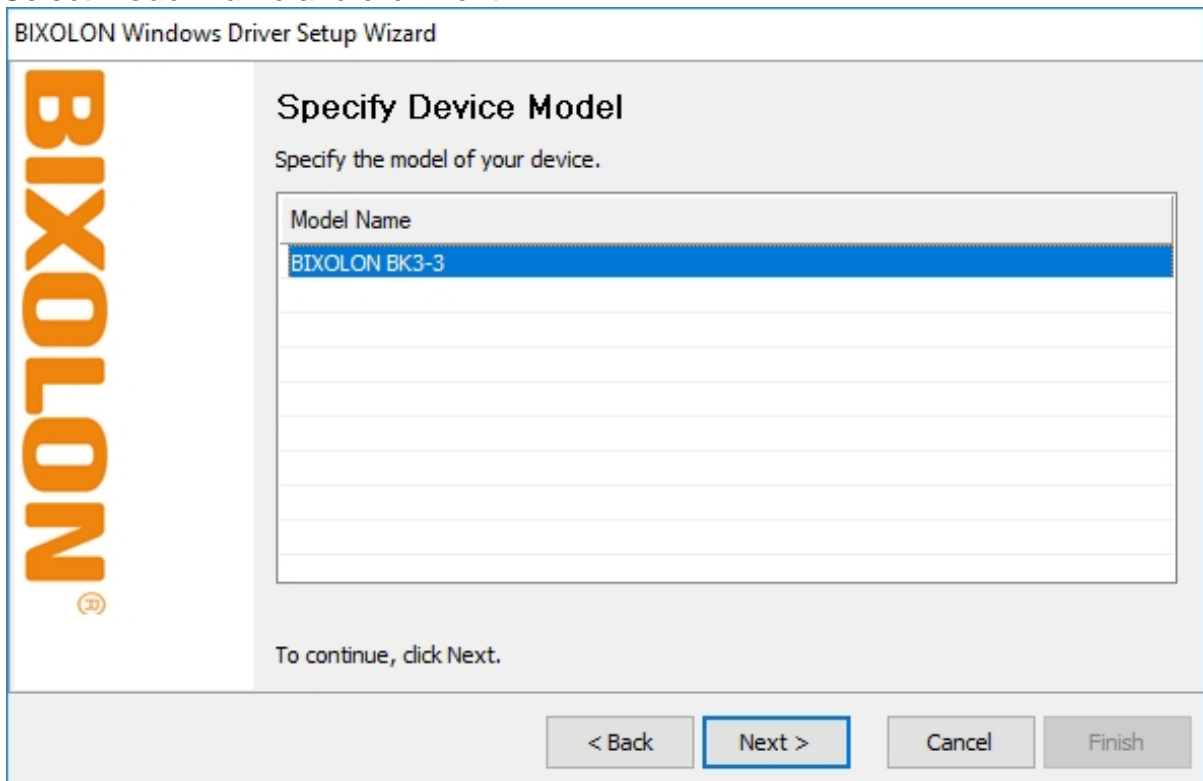 BIXOLON Windows Driver Setup Wizard
BIXOLON®
Specify Device Model
Specify the model of your device.
Model Name
BIXOLON BK3-3
To continue, click Next.
< Back Next > Cancel Finish